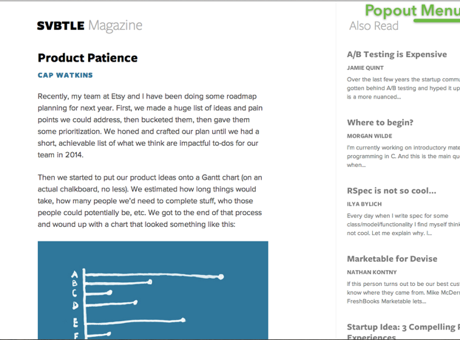 Popout Menu
SVBTLE Magazine
Also Read
Product Patience
CAP WATKINS
Recently, my team at Etsy and I have been doing some roadmap
planning for next year. First, we made a huge list of ideas and pain
points we could address, then bucketed them, then gave them
some prioritization. We honed and crafted our plan until we had a
short, achievable list of what we think are impactful to-dos for our
team in 2014.
Then we started to put our product ideas onto a Gantt chart (on an
actual chalkboard, no less). We estimated how long things would
take, how many people we'd need to complete stuff, who those
people could potentially be, etc. We got to the end of that process
and wound up with a chart that looked something like this:
A
B
C
D
E
F
A/B Testing is Expensive
JAMIE QUINT
Over the last few years the startup commu
gotten behind A/B testing and hyped it up
is a more nuanced...
Where to begin?
MORGAN WILDE
I'm currently working on introductory mate
programming in C. And this is the main qu
when...
RSpec is not so cool...
ILYA BYLICH
Every day when I write spec for some
class/model/functionality I find myself thinki
not cool. Let me explain why. I...
Marketable for Devise
NATHAN KONTNY
If this person turns out to be our best cus
know where they came from. Mike McDer
FreshBooks Marketable lets...
Startup Idea: 3 Compelling
Experiences